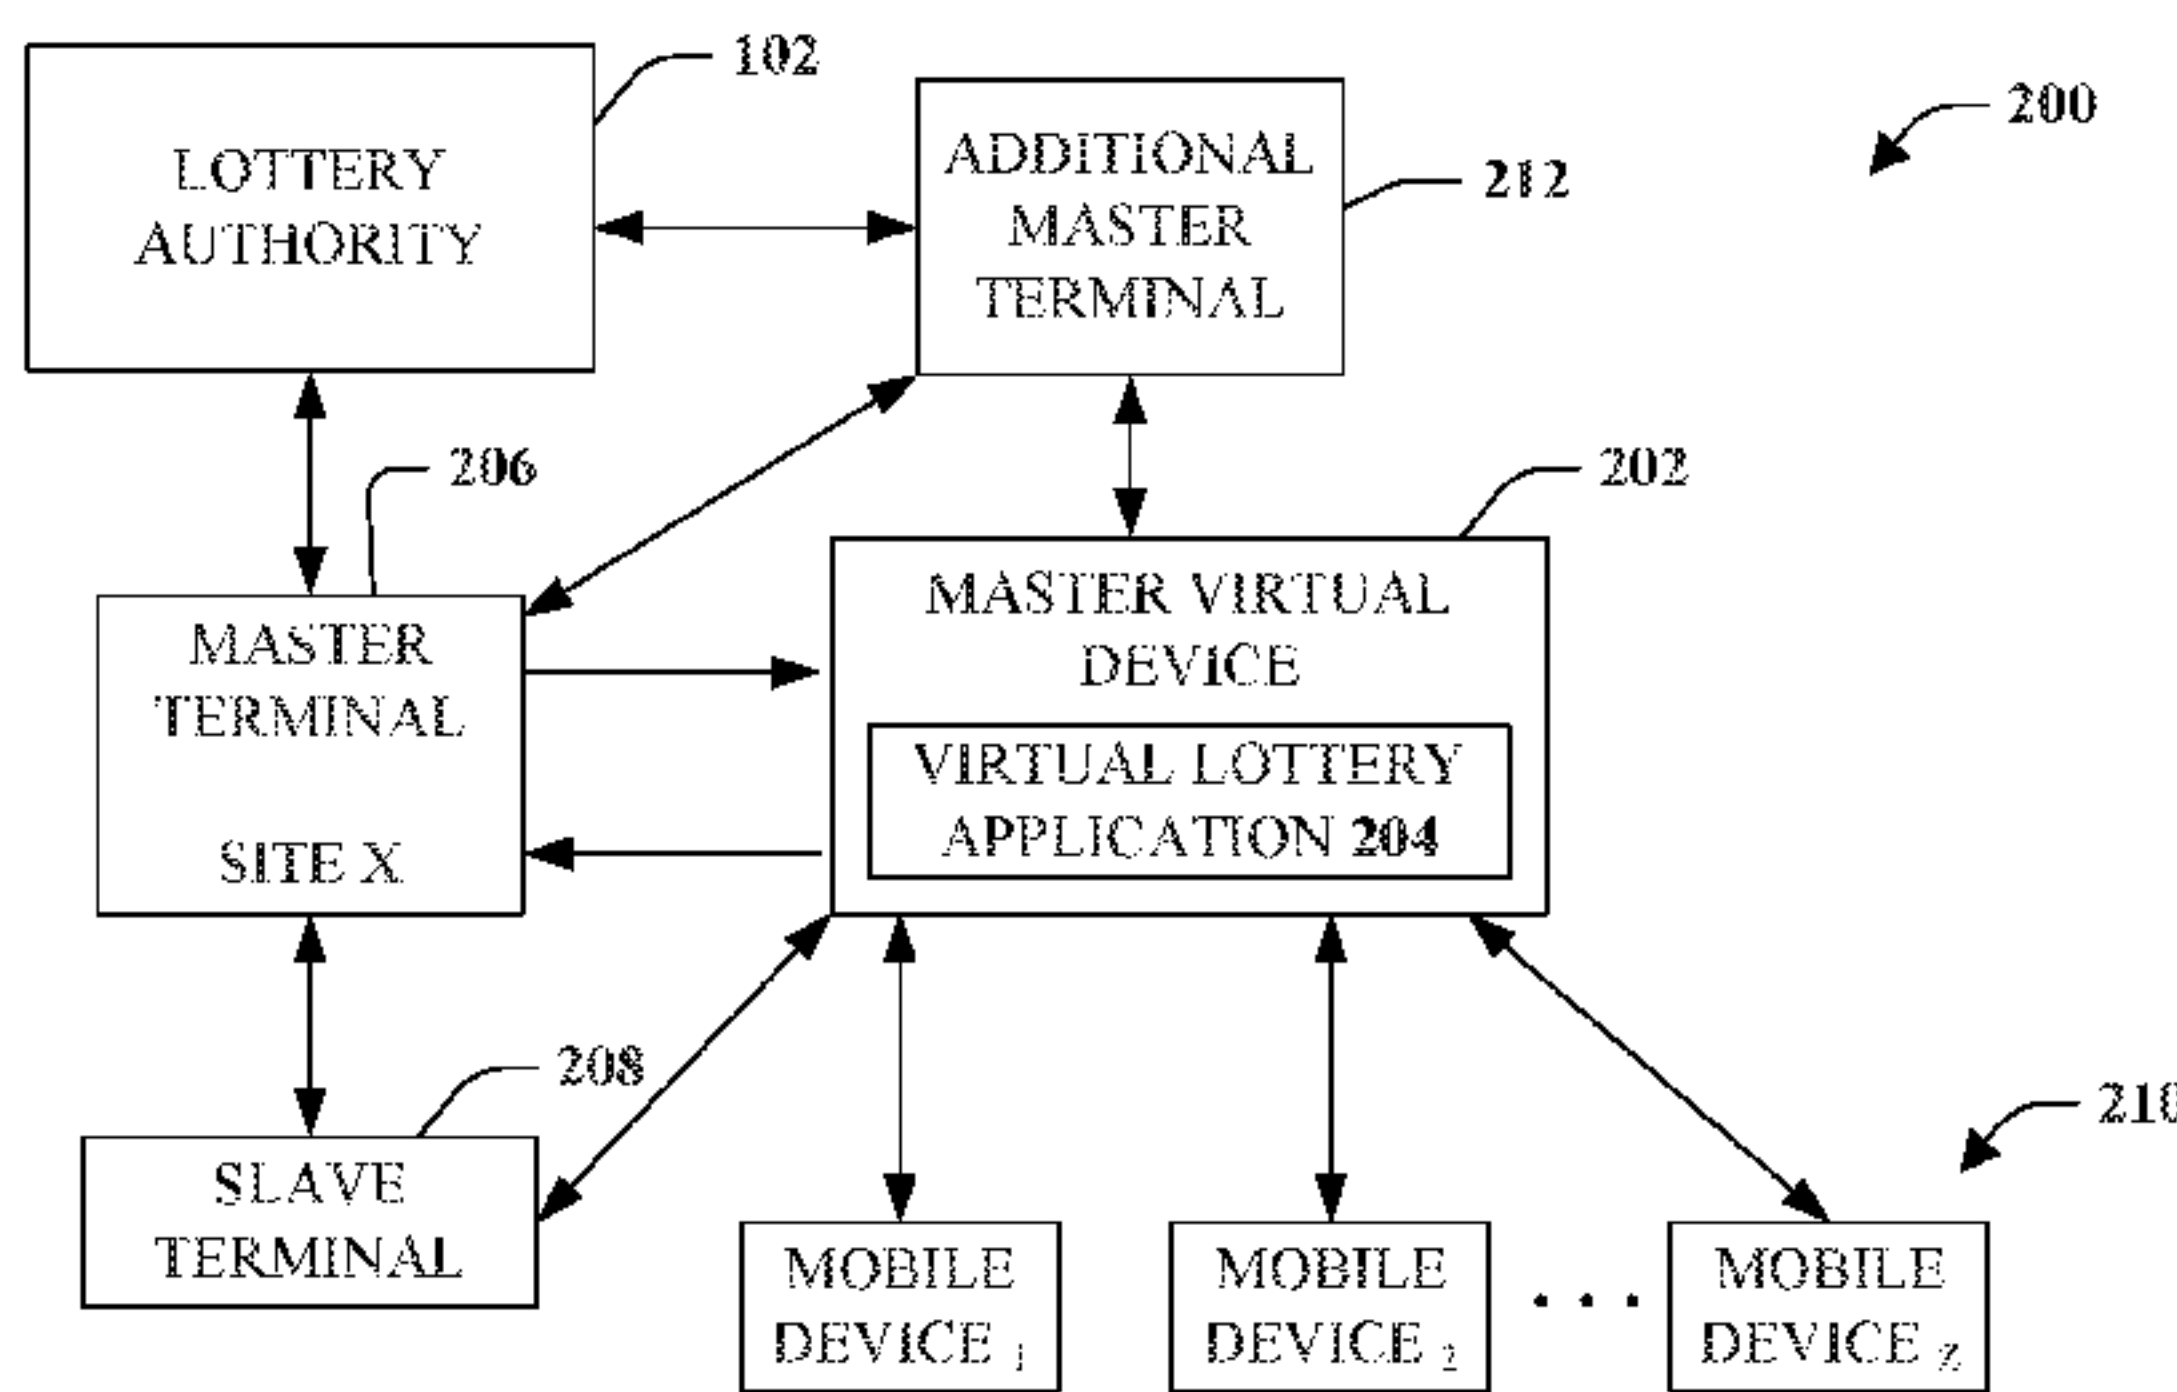 102
LOTTERY
AUTHORITY
ADDITIONAL
MASTER
TERMINAL
212
200
206
202
MASTER
TERMINAL
SITE X
MASTER VIRTUAL
DEVICE
VIRTUAL LOTTERY
APPLICATION 204
208
SLAVE
TERMINAL
210
MOBILE
DEVICE 1
MOBILE
DEVICE 2
. . .
MOBILE
DEVICE Z